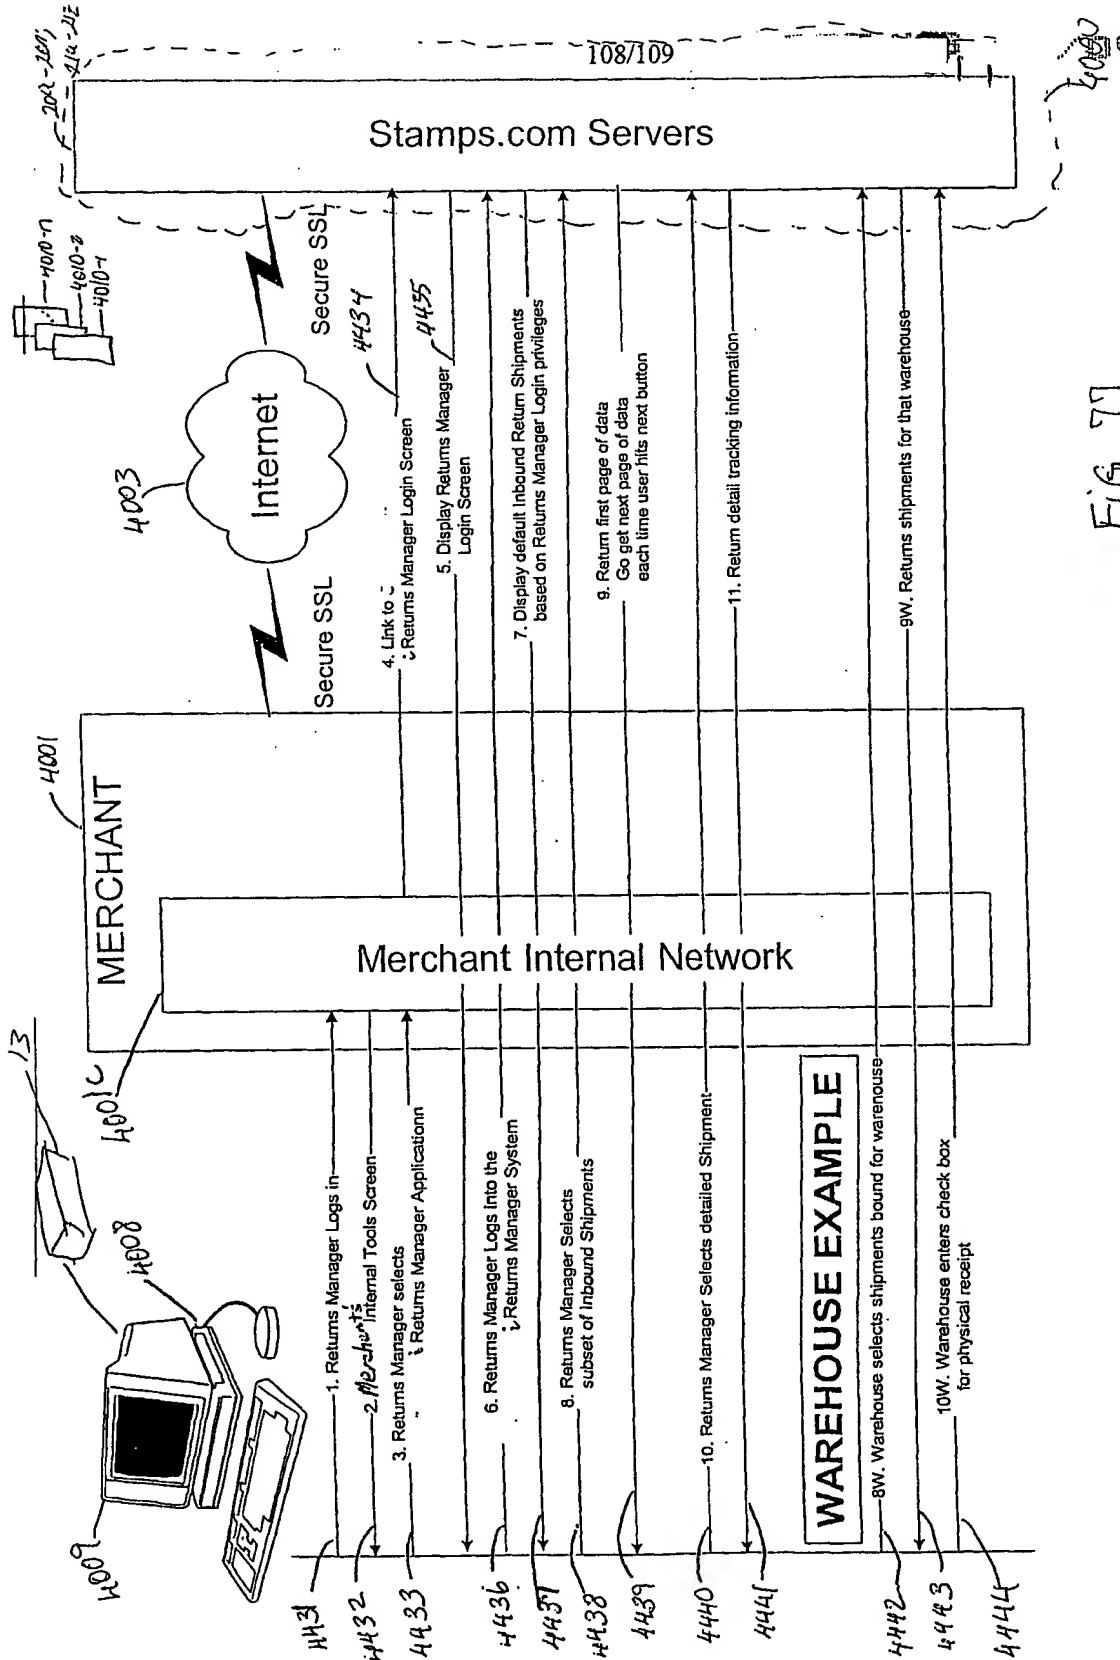 108/109
4000
Stamps.com Servers
4010-n
4010-2
4010-1
Secure SSL
4003
Internet
Secure SSL
4434
4435
4. Link to
Returns Manager Login Screen
5. Display Returns Manager
Login Screen
7. Display default Inbound Return Shipments
based on Returns Manager Login privileges
9. Return first page of data
Go get next page of data
each time user hits next button
11. Return detail tracking information
9W. Returns shipments for that warehouse
FIG 77
4001
MERCHANT
4001c
Merchant Internal Network
13
4008
4009
1. Returns Manager Logs in
2. Merchant's Internal Tools Screen
3. Returns Manager selects
Returns Manager Applicationn
6. Returns Manager Logs into the
Returns Manager System
8. Returns Manager Selects
subset of Inbound Shipments
10. Returns Manager Selects detailed Shipment
WAREHOUSE EXAMPLE
8W. Warehouse selects shipments bound for warehouse
10W. Warehouse enters check box
for physical receipt
4431
4432
4433
4436
4437
4438
4439
4440
4441
4442
4443
4444